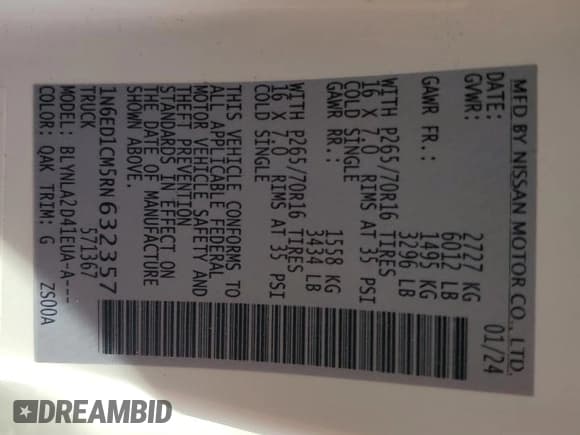 MFD BY NISSAN MOTOR CO., LTD.
DATE: 01/24
GVWR: 2727 KG
6012 LB
GAWR FR.: 1495 KG
3296 LB
WITH P265/70R16 TIRES
16 X 7.0 RIMS AT 35 PSI
COLD SINGLE
GAWR RR.: 1558 KG
3434 LB
WITH P265/70R16 TIRES
16 X 7.0 RIMS AT 35 PSI
COLD SINGLE
THIS VEHICLE CONFORMS TO
ALL APPLICABLE FEDERAL
MOTOR VEHICLE SAFETY AND
THEFT PREVENTION
STANDARDS IN EFFECT ON
THE DATE OF MANUFACTURE
SHOWN ABOVE.
1N6ED1CM5RN632357
TRUCK 571367
MODEL: BLYNLA2D41EUA-A---
COLOR: QAK TRIM: G ZS00A
DREAMBID